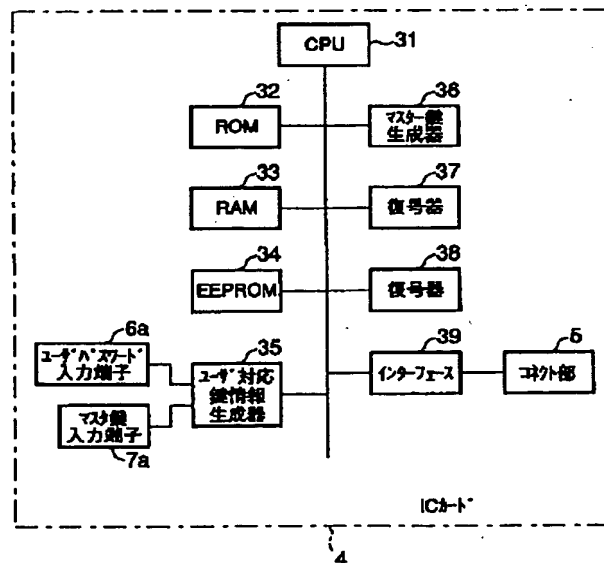 CPU
31
32
ROM
36
マスター鍵
生成器
33
RAM
37
復号器
34
EEPROM
38
復号器
6a
ユーザパスワード
入力端子
35
ユーザ対応
鍵情報
生成器
39
インターフェース
5
コネクト部
マスタ鍵
入力端子
7a
ICカード
4